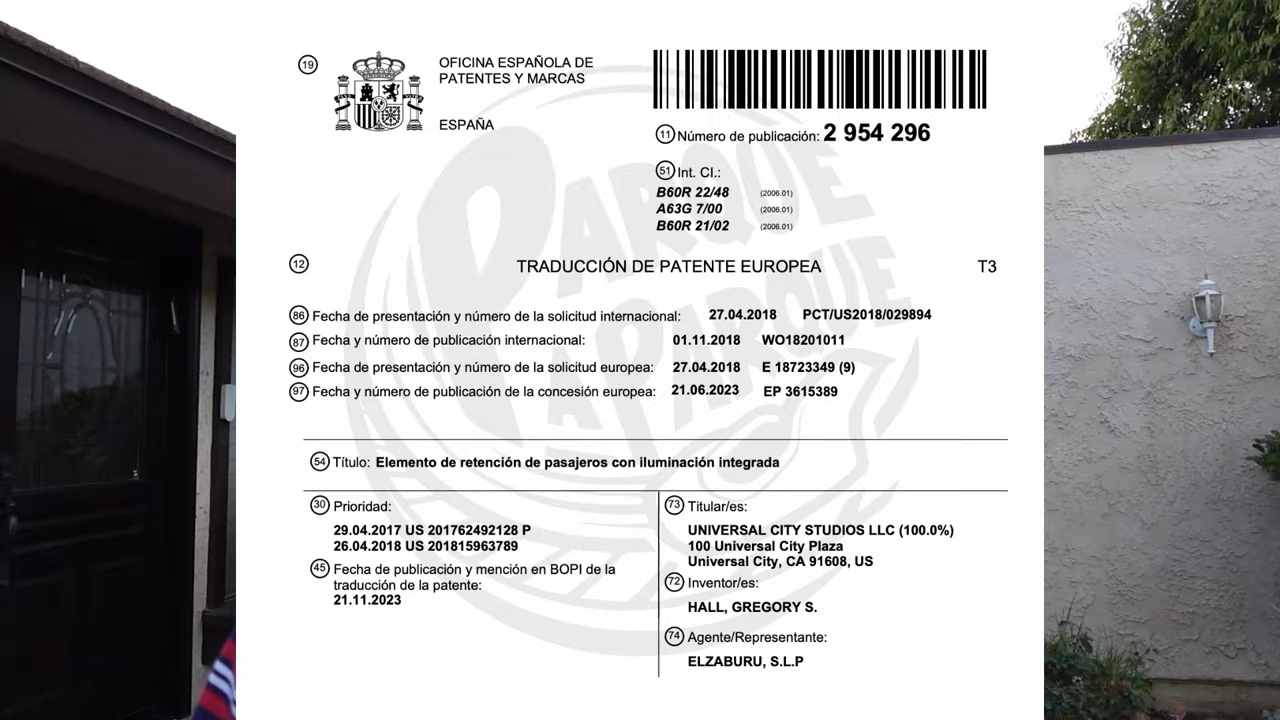 19
OFICINA ESPAÑOLA DE
PATENTES Y MARCAS
ESPAÑA
11 Número de publicación: 2 954 296
51 Int. Cl.:
B60R 22/48 (2006.01)
A63G 7/00 (2006.01)
B60R 21/02 (2006.01)
12 TRADUCCIÓN DE PATENTE EUROPEA T3
86 Fecha de presentación y número de la solicitud internacional: 27.04.2018 PCT/US2018/029894
87 Fecha y número de publicación internacional: 01.11.2018 WO18201011
96 Fecha de presentación y número de la solicitud europea: 27.04.2018 E 18723349 (9)
97 Fecha y número de publicación de la concesión europea: 21.06.2023 EP 3615389
54 Título: Elemento de retención de pasajeros con iluminación integrada
30 Prioridad:
29.04.2017 US 201762492128 P
26.04.2018 US 201815963789
45 Fecha de publicación y mención en BOPI de la
traducción de la patente:
21.11.2023
73 Titular/es:
UNIVERSAL CITY STUDIOS LLC (100.0%)
100 Universal City Plaza
Universal City, CA 91608, US
72 Inventor/es:
HALL, GREGORY S.
74 Agente/Representante:
ELZABURU, S.L.P
PARQUE
A PARQUE